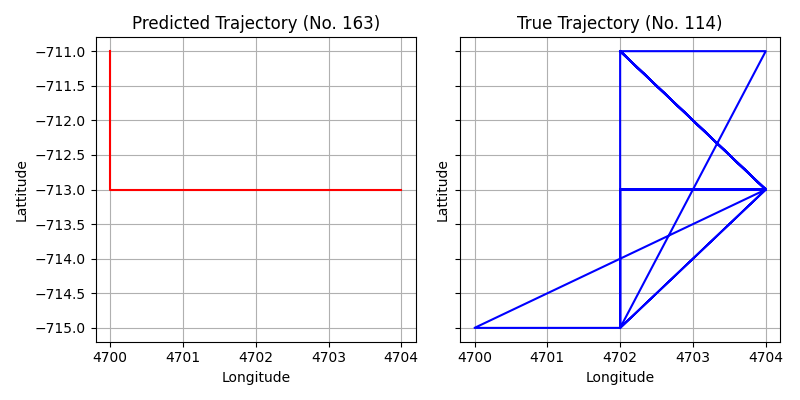 Predicted Trajectory (No. 163)
True Trajectory (No. 114)
Lattitude
−711.0
−711.5
−712.0
−712.5
−713.0
−713.5
−714.0
−714.5
−715.0
4700 4701 4702 4703 4704
Longitude
Lattitude
4700 4701 4702 4703 4704
Longitude